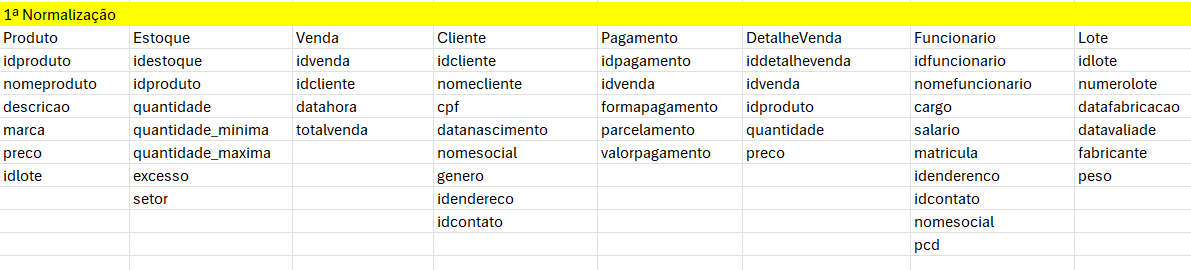 1ª Normalização
Produto Estoque Venda Cliente Pagamento DetalheVenda Funcionario Lote
idproduto idestoque idvenda idcliente idpagamento iddetalhevenda idfuncionario idlote
nomeproduto idproduto idcliente nomecliente idvenda idvenda nomefuncionario numerolote
descricao quantidade datahora cpf formapagamento idproduto cargo datafabricacao
marca quantidade_minima totalvenda datanascimento parcelamento quantidade salario datavaliade
preco quantidade_maxima nomesocial valorpagamento preco matricula fabricante
idlote excesso genero idenderenco peso
setor idendereco idcontato
idcontato nomesocial
pcd